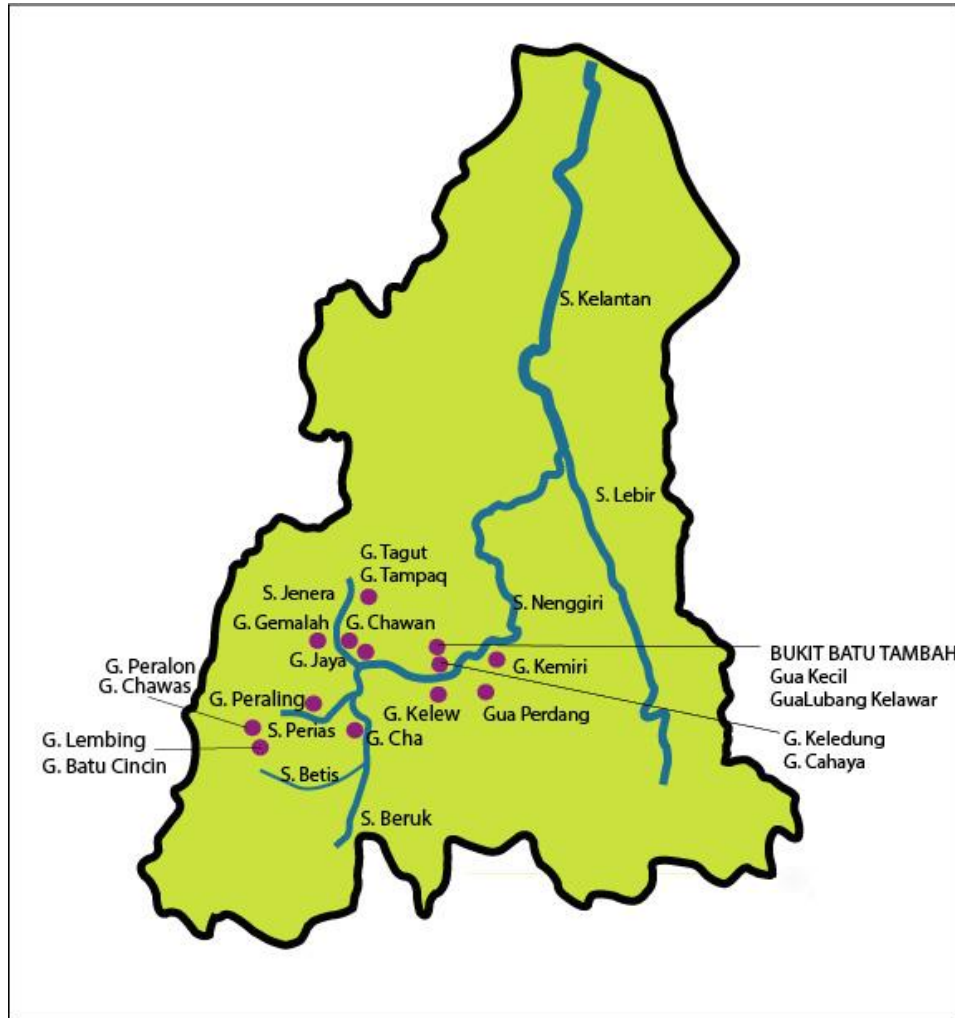 S. Kelantan
S. Lebir
G. Tagut
G. Tampaq
S. Jenera
S. Nenggiri
G. Gemalah
G. Chawan
G. Jaya
G. Kemiri
BUKIT BATU TAMBAH
Gua Kecil
GuaLubang Kelawar
G. Peralon
G. Chawas
G. Peraling
G. Kelew
Gua Perdang
S. Perias
G. Cha
G. Keledung
G. Cahaya
G. Lembing
G. Batu Cincin
S. Betis
S. Beruk